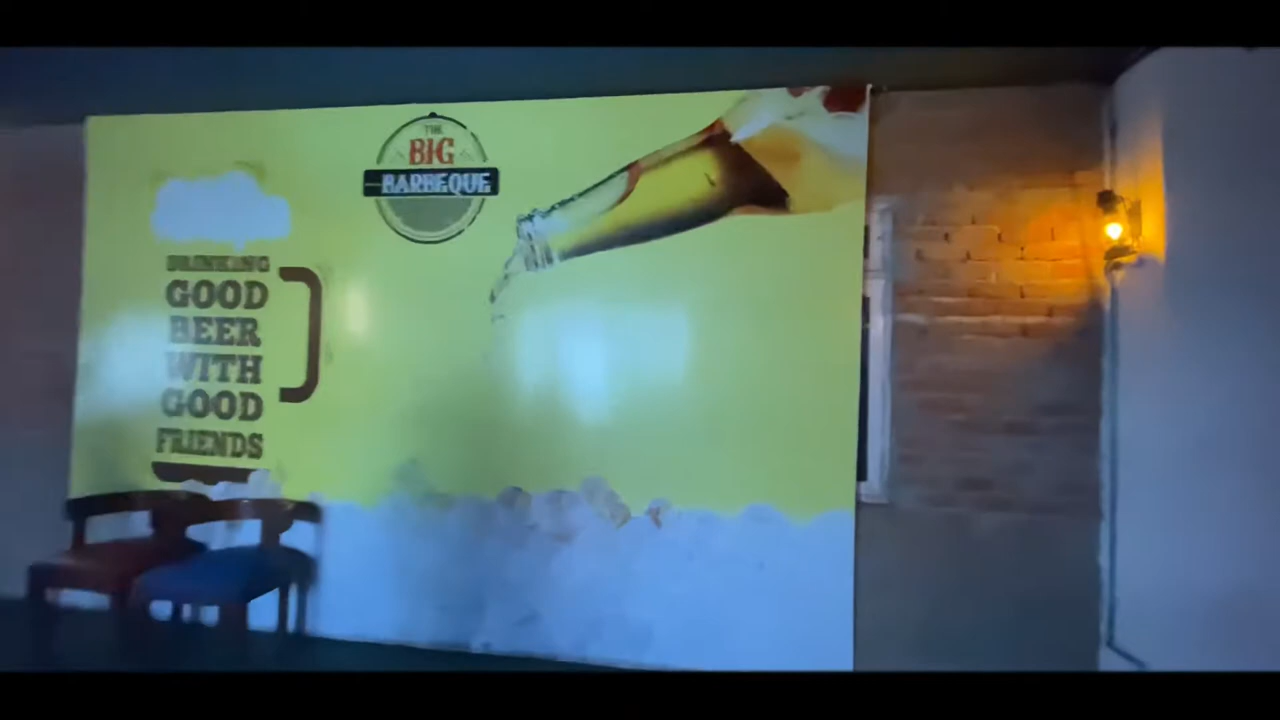 THE
BIG
BARBEQUE
DRINKING
GOOD
BEER
WITH
GOOD
FRIENDS